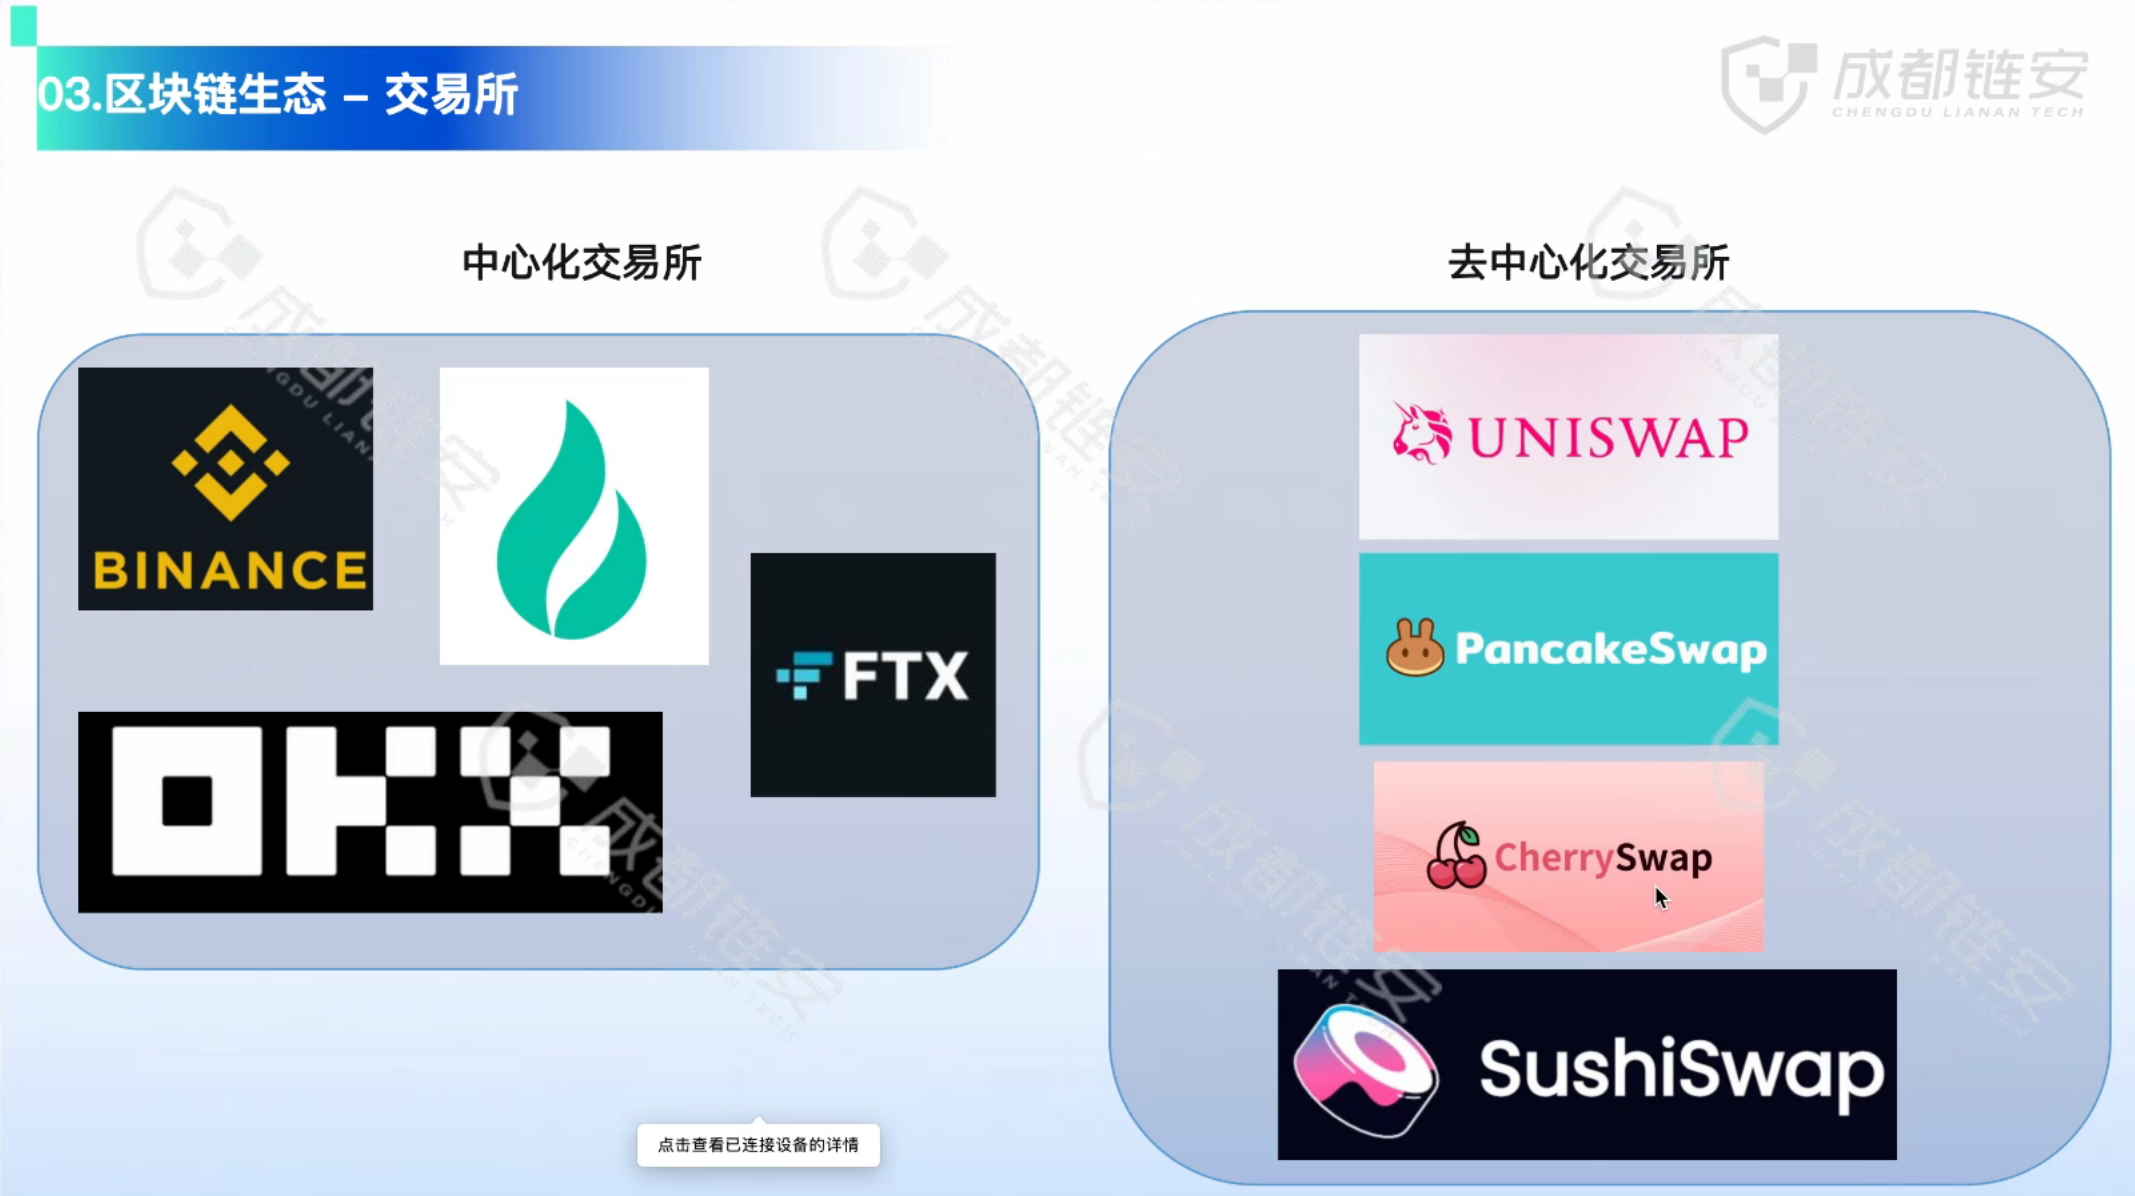 03.区块链生态 – 交易所
成都链安
CHENGDU LIANAN TECH
中心化交易所
去中心化交易所
BINANCE
FTX
OKX
UNISWAP
PancakeSwap
CherrySwap
SushiSwap
点击查看已连接设备的详情